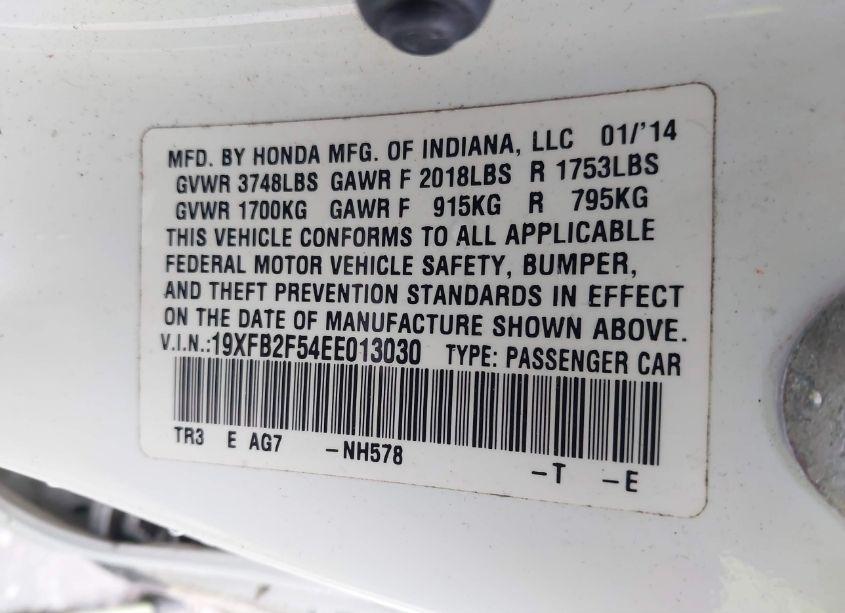 MFD. BY HONDA MFG. OF INDIANA, LLC 01/'14
GVWR 3748LBS GAWR F 2018LBS R 1753LBS
GVWR 1700KG GAWR F 915KG R 795KG
THIS VEHICLE CONFORMS TO ALL APPLICABLE
FEDERAL MOTOR VEHICLE SAFETY, BUMPER,
AND THEFT PREVENTION STANDARDS IN EFFECT
ON THE DATE OF MANUFACTURE SHOWN ABOVE.
V.I.N.:19XFB2F54EE013030 TYPE: PASSENGER CAR
TR3 E AG7 -NH578 -T -E